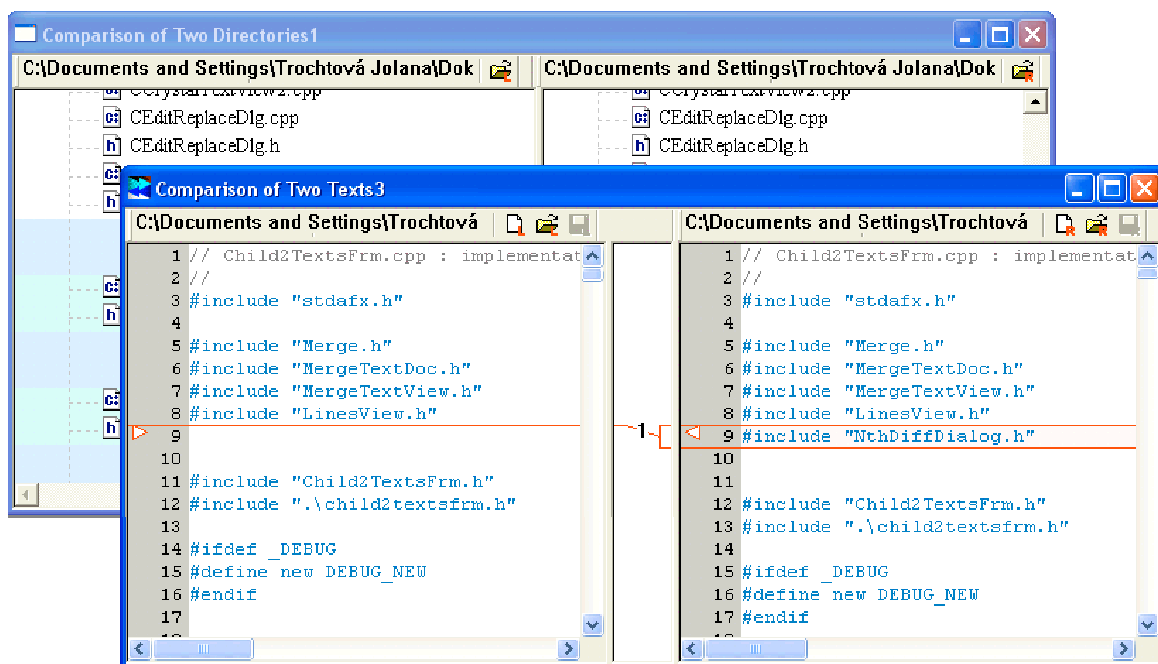 Comparison of Two Directories1
C:\Documents and Settings\Trochtová Jolana\Dok
C:\Documents and Settings\Trochtová Jolana\Dok
CCrystalTextView2.cpp
CCrystalTextView2.cpp
CEditReplaceDlg.cpp
CEditReplaceDlg.cpp
CEditReplaceDlg.h
CEditReplaceDlg.h
Comparison of Two Texts3
C:\Documents and Settings\Trochtová
1 // Child2TextsFrm.cpp : implementat
2 //
3 #include "stdafx.h"
4
5 #include "Merge.h"
6 #include "MergeTextDoc.h"
7 #include "MergeTextView.h"
8 #include "LinesView.h"
9
10
11 #include "Child2TextsFrm.h"
12 #include ".\child2textsfrm.h"
13
14 #ifdef _DEBUG
15 #define new DEBUG_NEW
16 #endif
17
1
C:\Documents and Settings\Trochtová
1 // Child2TextsFrm.cpp : implementat
2 //
3 #include "stdafx.h"
4
5 #include "Merge.h"
6 #include "MergeTextDoc.h"
7 #include "MergeTextView.h"
8 #include "LinesView.h"
9 #include "NthDiffDialog.h"
10
11
12 #include "Child2TextsFrm.h"
13 #include ".\child2textsfrm.h"
14
15 #ifdef _DEBUG
16 #define new DEBUG_NEW
17 #endif